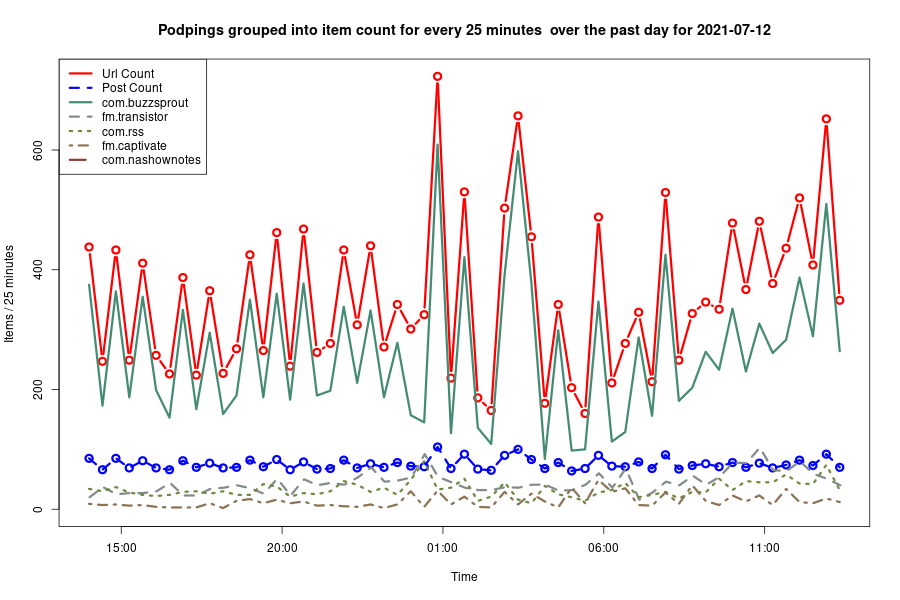 Podpings grouped into item count for every 25 minutes  over the past day for 2021-07-12
Url Count
Post Count
com.buzzsprout
fm.transistor
com.rss
fm.captivate
com.nashownotes
Items / 25 minutes
600
400
200
0
15:00 20:00 01:00 06:00 11:00
Time